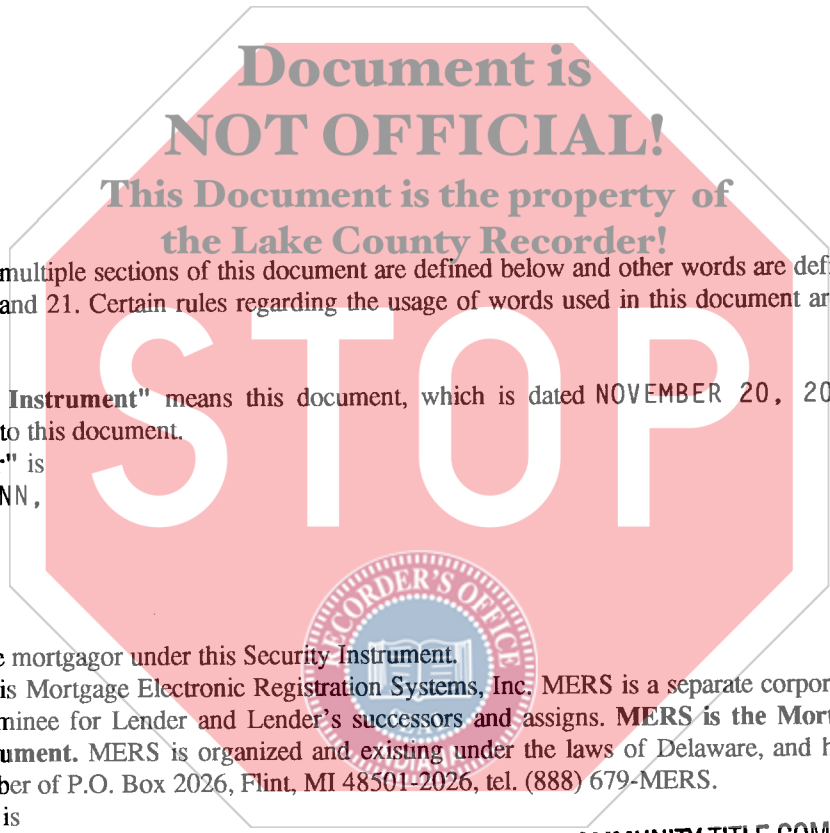 Document is
NOT OFFICIAL!
This Document is the property of
the Lake County Recorder!
multiple sections of this document are defined below and other words are defi
and 21. Certain rules regarding the usage of words used in this document ar
STOP
Instrument" means this document, which is dated NOVEMBER 20, 20
to this document.
r" is
NN,
RECORDER'S OFFICE
e mortgagor under this Security Instrument.
is Mortgage Electronic Registration Systems, Inc. MERS is a separate corpor
minee for Lender and Lender's successors and assigns. MERS is the Mort
ument. MERS is organized and existing under the laws of Delaware, and h
ber of P.O. Box 2026, Flint, MI 48501-2026, tel. (888) 679-MERS.
is